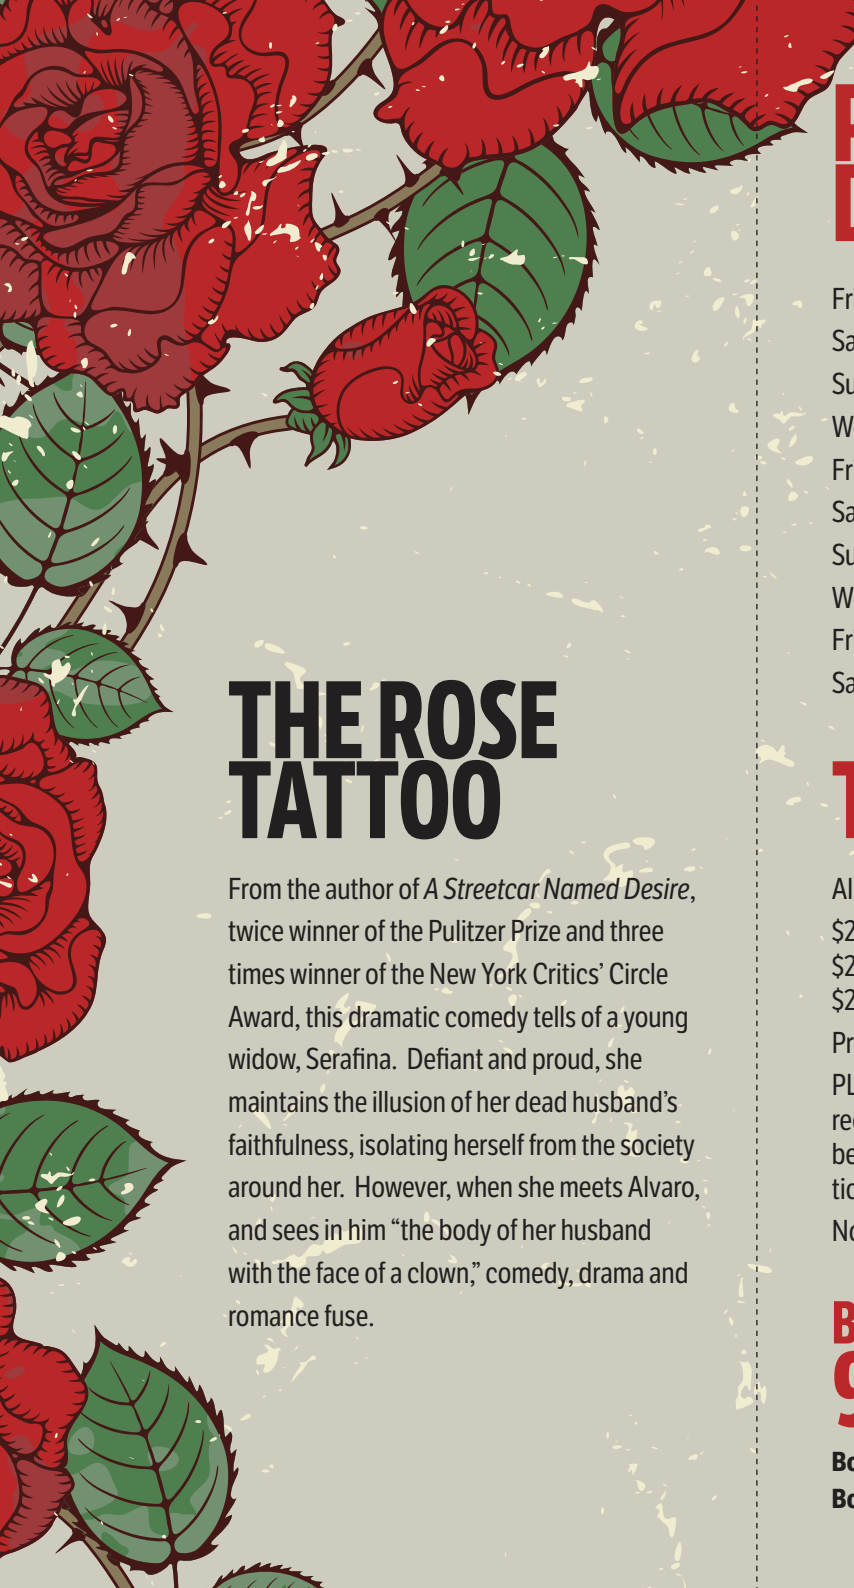 THE ROSE
TATTOO
From the author of A Streetcar Named Desire,
twice winner of the Pulitzer Prize and three
times winner of the New York Critics’ Circle
Award, this dramatic comedy tells of a young
widow, Serafina.  Defiant and proud, she
maintains the illusion of her dead husband’s
faithfulness, isolating herself from the society
around her.  However, when she meets Alvaro,
and sees in him “the body of her husband
with the face of a clown,” comedy, drama and
romance fuse.